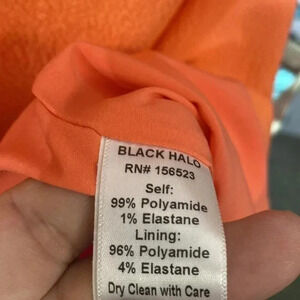 BLACK HALO
RN# 156523
Self:
99% Polyamide
1% Elastane
Lining:
96% Polyamide
4% Elastane
Dry Clean with Care